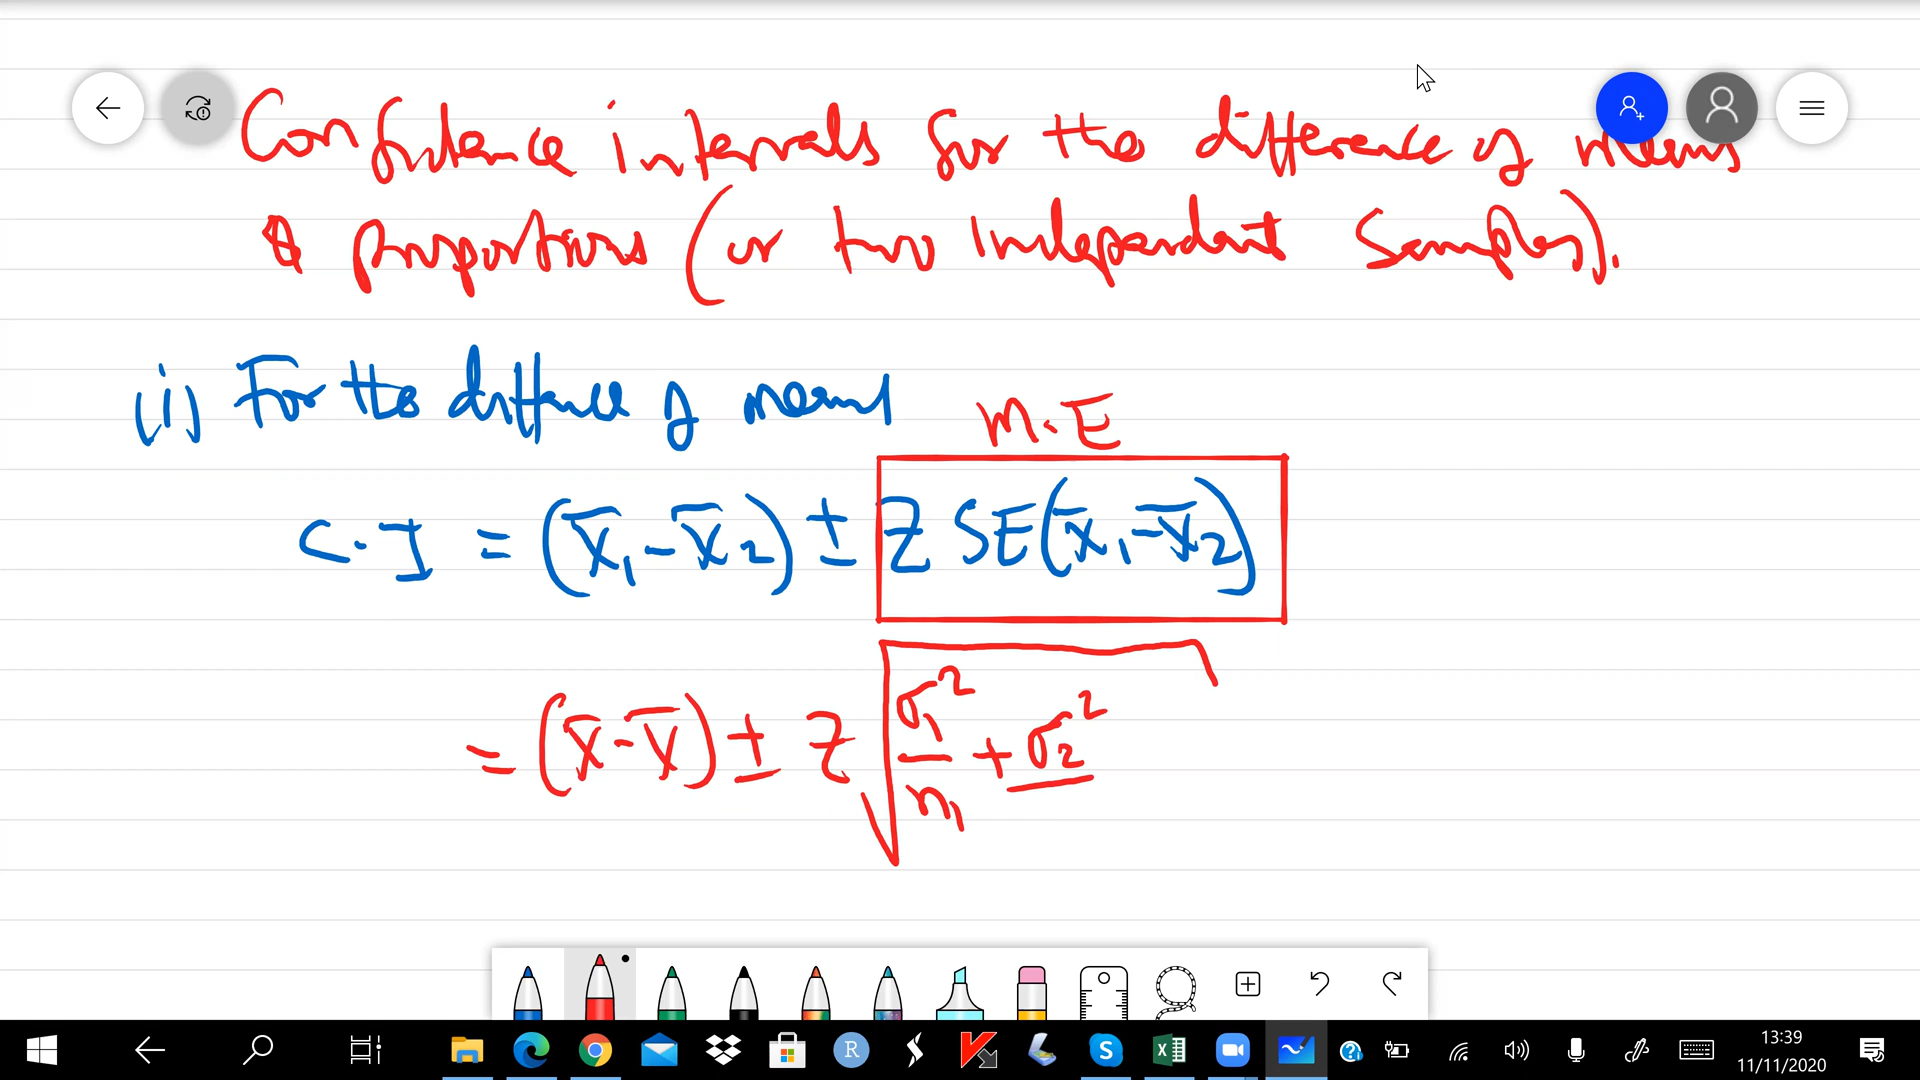 Confidence intervals for the difference of means
& proportions (or two independent samples).
(i) For the diffence of means
M.E
C.I = (x̄₁-x̄₂) ± Z SE(x̄₁-x̄₂)
= (x̄-x̄) ± Z √(σ₁²/n₁ + σ₂²
R
13:39
11/11/2020